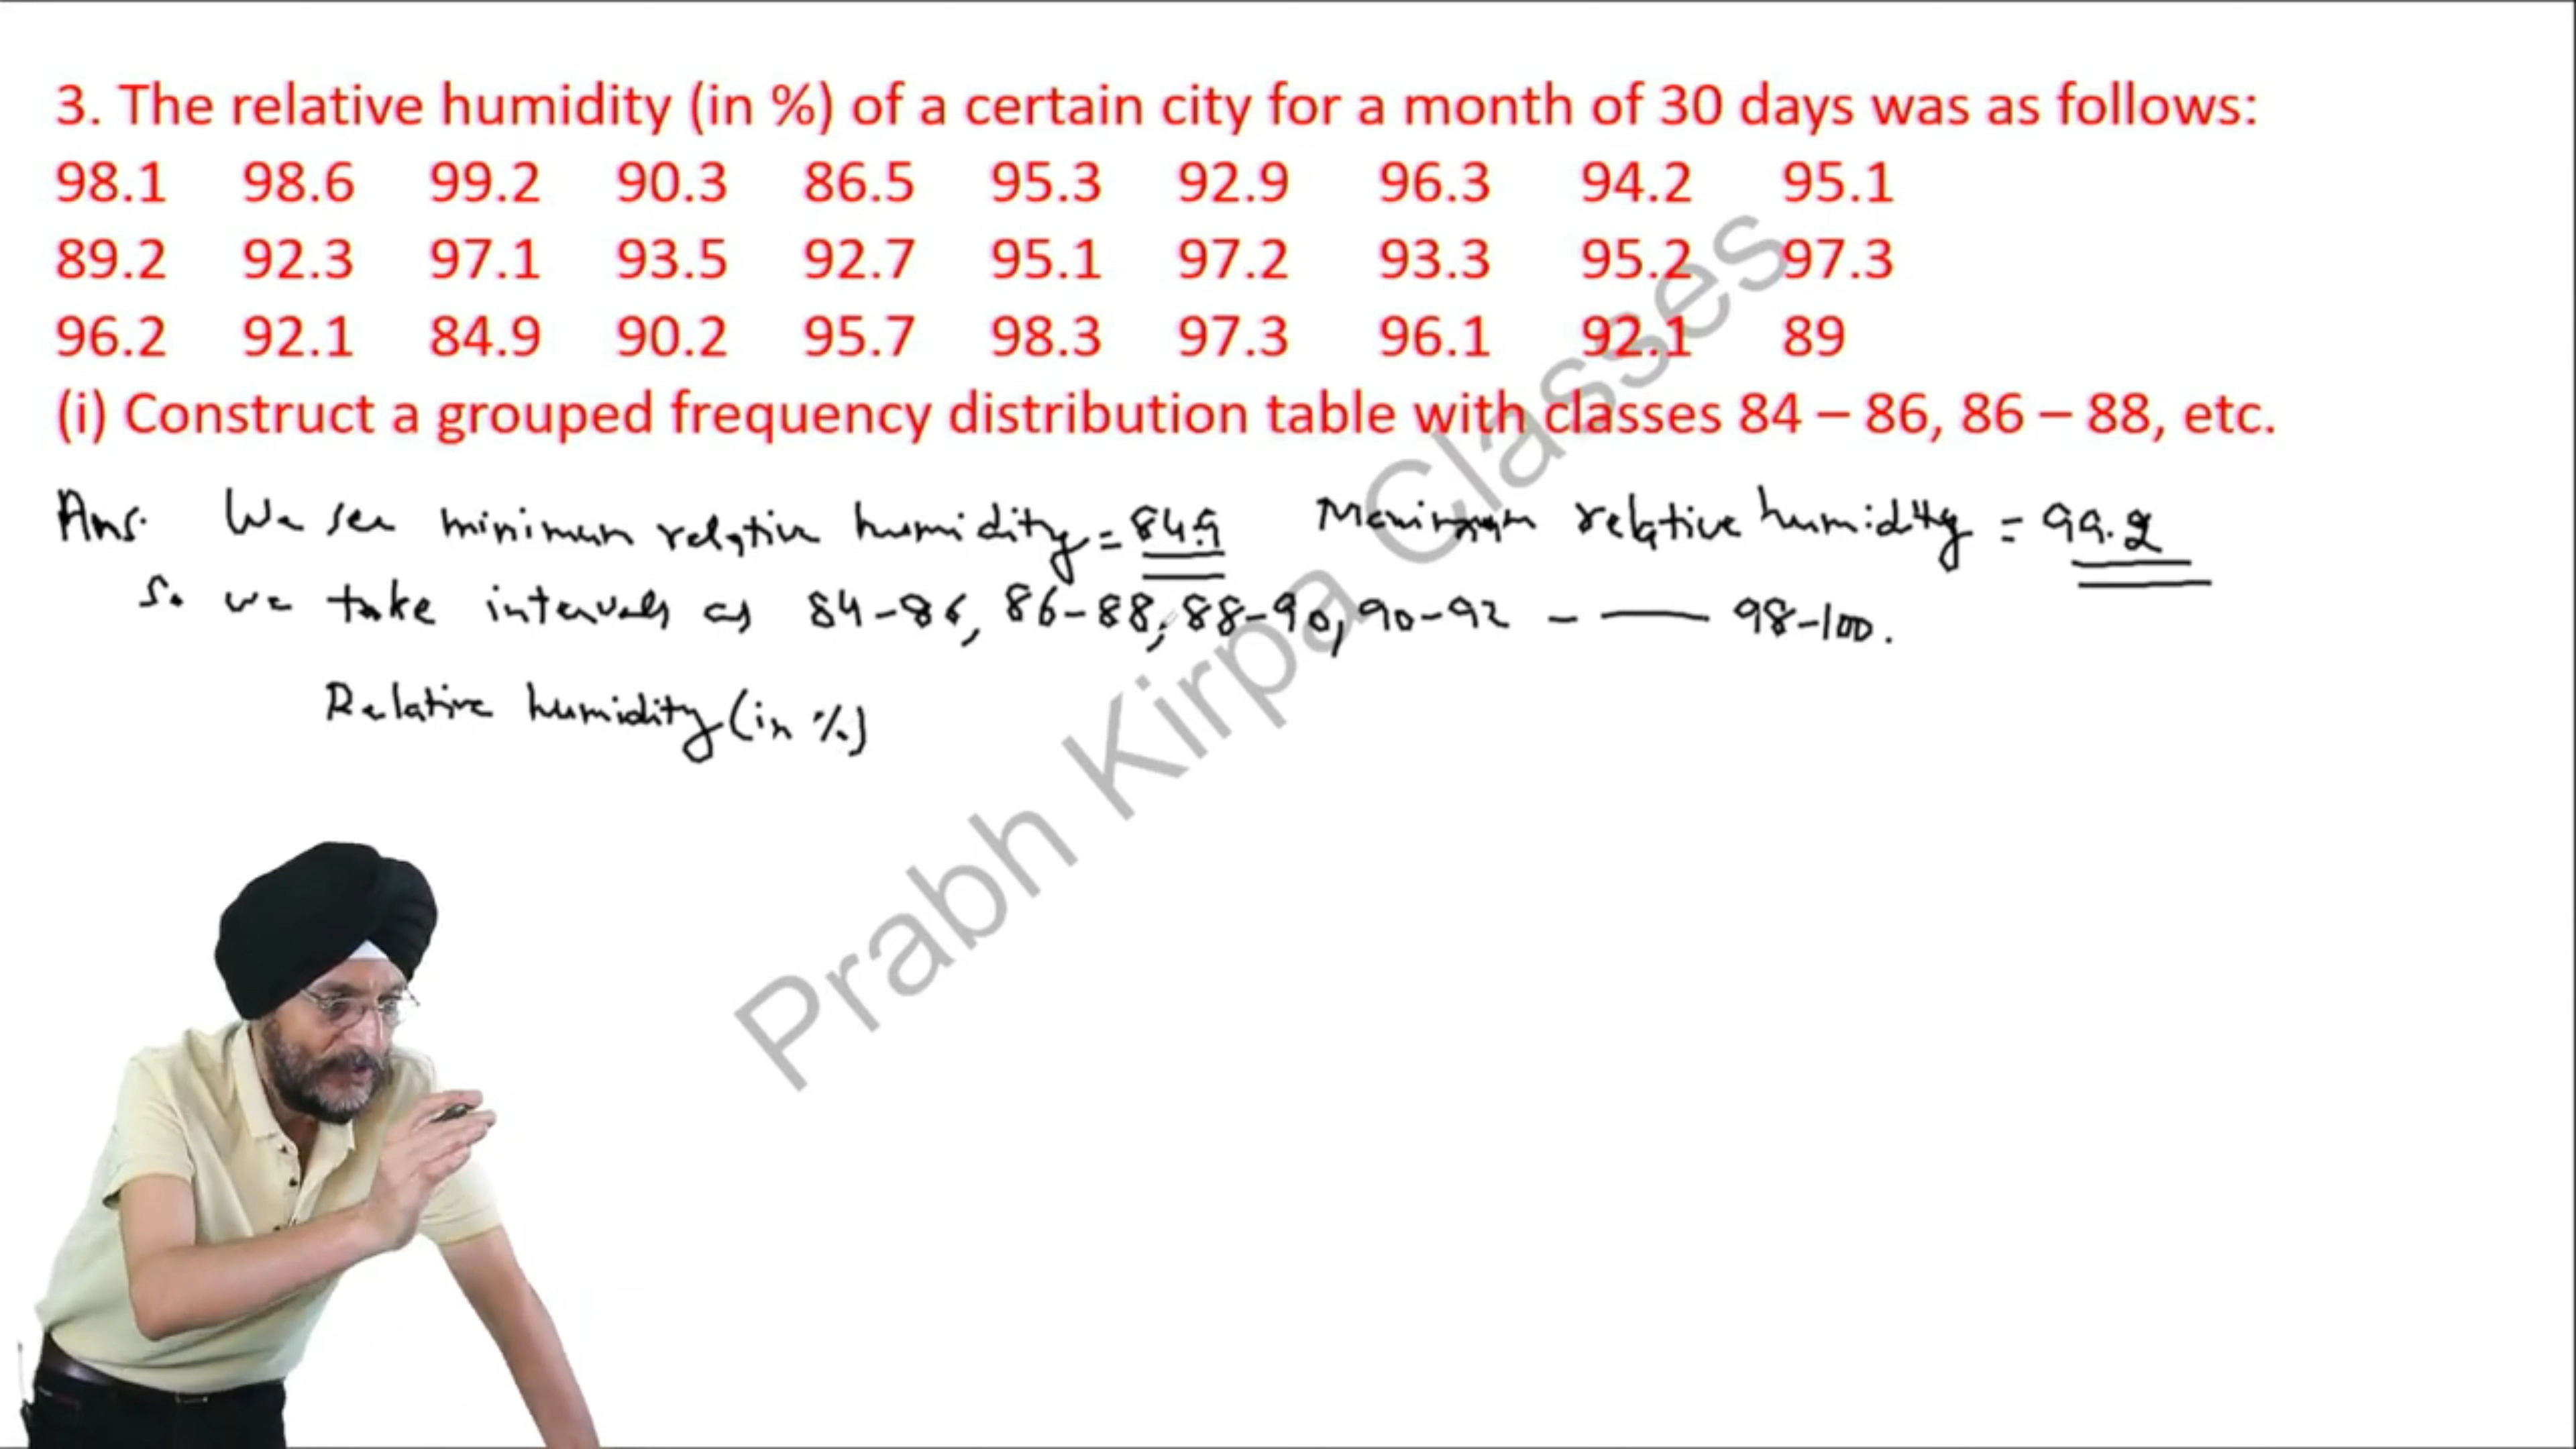 3. The relative humidity (in %) of a certain city for a month of 30 days was as follows:
98.1 98.6 99.2 90.3 86.5 95.3 92.9 96.3 94.2 95.1
89.2 92.3 97.1 93.5 92.7 95.1 97.2 93.3 95.2 97.3
96.2 92.1 84.9 90.2 95.7 98.3 97.3 96.1 92.1 89
(i) Construct a grouped frequency distribution table with classes 84 – 86, 86 – 88, etc.
Ans. We see minimum relative humidity = 84.9 Maximum relative humidity = 99.2
So we take intervals as 84-86, 86-88, 88-90, 90-92 - — 98-100.
Relative humidity (in %)
Prabh Kirpa Classes